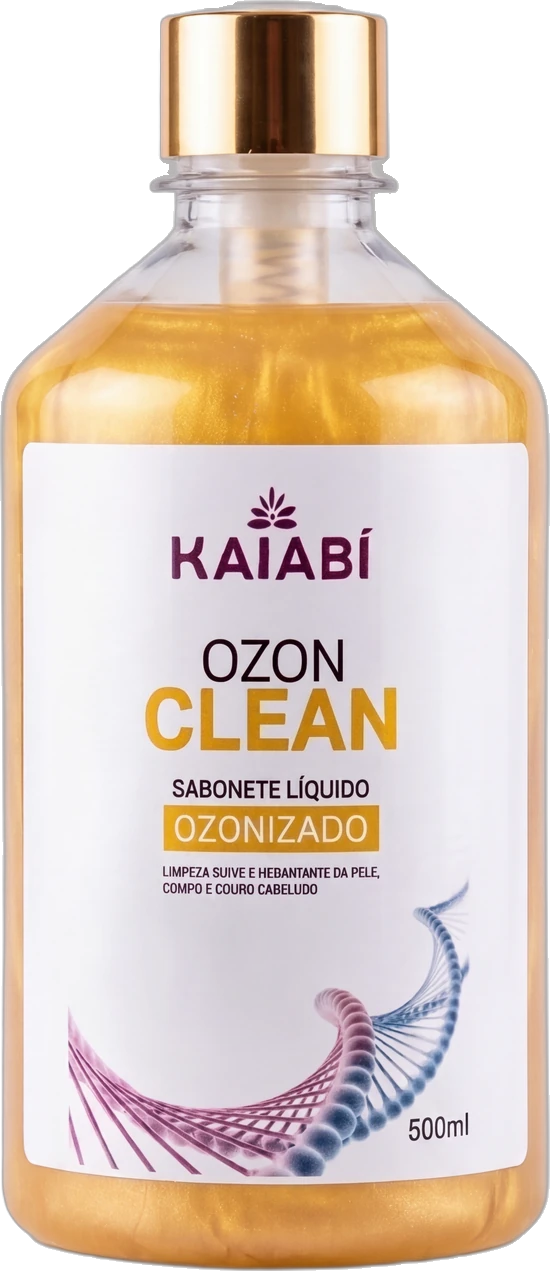 KAIABÍ
OZON
CLEAN
SABONETE LÍQUIDO
OZONIZADO
LIMPEZA SUIVE E HEBANTANTE DA PELE,
COMPO E COURO CABELUDO
500ml